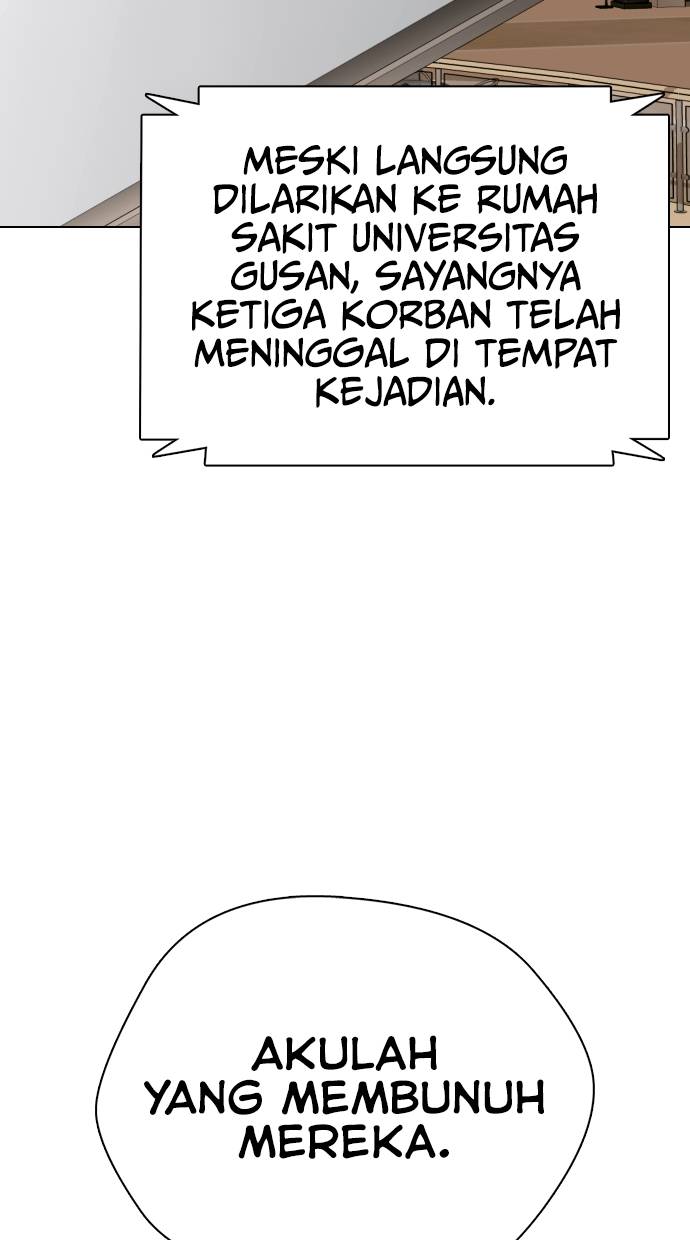 MESKI LANGSUNG
DILARIKAN KE RUMAH
SAKIT UNIVERSITAS
GUSAN, SAYANGNYA
KETIGA KORBAN TELAH
MENINGGAL DI TEMPAT
KEJADIAN.
AKULAH
YANG MEMBUNUH
MEREKA.